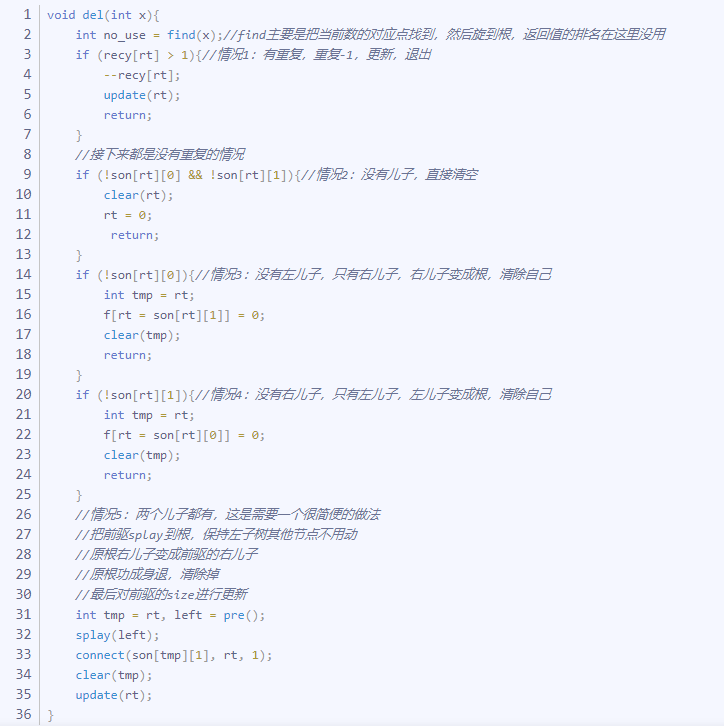 1 void del(int x){
2     int no_use = find(x);//find主要是把当前数的对应点找到，然后旋到根，返回值的排名在这里没用
3     if (recy[rt] > 1){//情况1：有重复，重复-1，更新，退出
4         --recy[rt];
5         update(rt);
6         return;
7     }
8     //接下来都是没有重复的情况
9     if (!son[rt][0] && !son[rt][1]){//情况2：没有儿子，直接清空
10         clear(rt);
11         rt = 0;
12          return;
13     }
14     if (!son[rt][0]){//情况3：没有左儿子，只有右儿子，右儿子变成根，清除自己
15         int tmp = rt;
16         f[rt = son[rt][1]] = 0;
17         clear(tmp);
18         return;
19     }
20     if (!son[rt][1]){//情况4：没有右儿子，只有左儿子，左儿子变成根，清除自己
21         int tmp = rt;
22         f[rt = son[rt][0]] = 0;
23         clear(tmp);
24         return;
25     }
26     //情况5：两个儿子都有，这是需要一个很简便的做法
27     //把前驱splay到根，保持左子树其他节点不用动
28     //原根右儿子变成前驱的右儿子
29     //原根功成身退，清除掉
30     //最后对前驱的size进行更新
31     int tmp = rt, left = pre();
32     splay(left);
33     connect(son[tmp][1], rt, 1);
34     clear(tmp);
35     update(rt);
36 }